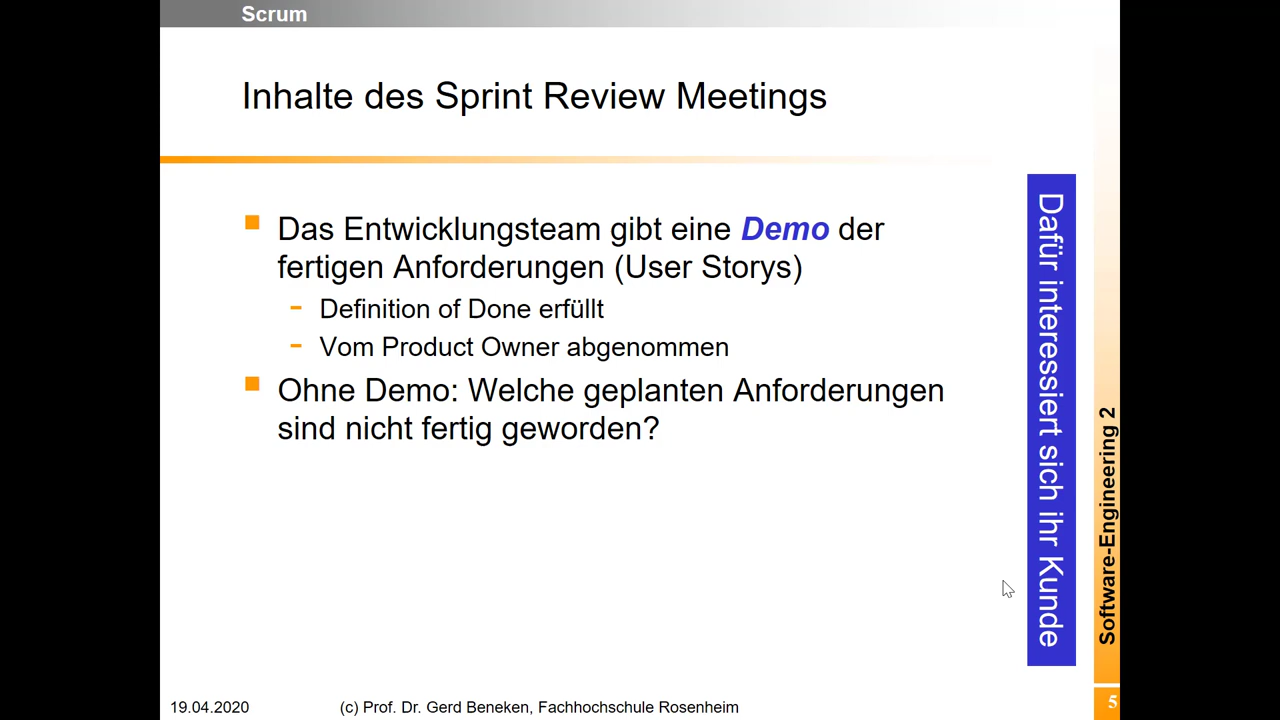 Scrum
Inhalte des Sprint Review Meetings
Das Entwicklungsteam gibt eine Demo der
fertigen Anforderungen (User Storys)
Definition of Done erfüllt
Vom Product Owner abgenommen
Ohne Demo: Welche geplanten Anforderungen
sind nicht fertig geworden?
Dafür interessiert sich ihr Kunde
Software-Engineering 2
19.04.2020
(c) Prof. Dr. Gerd Beneken, Fachhochschule Rosenheim
5